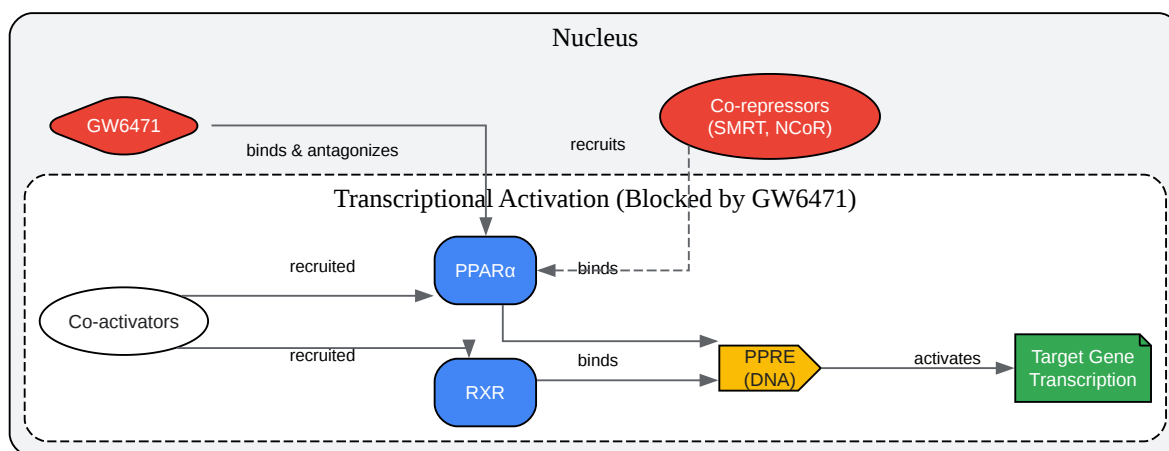 Nucleus
GW6471
Co-repressors
(SMRT, NCoR)
binds & antagonizes
recruits
Transcriptional Activation (Blocked by GW6471)
recruited
PPARα
binds
Co-activators
recruited
RXR
binds
PPRE
(DNA)
activates
Target Gene
Transcription